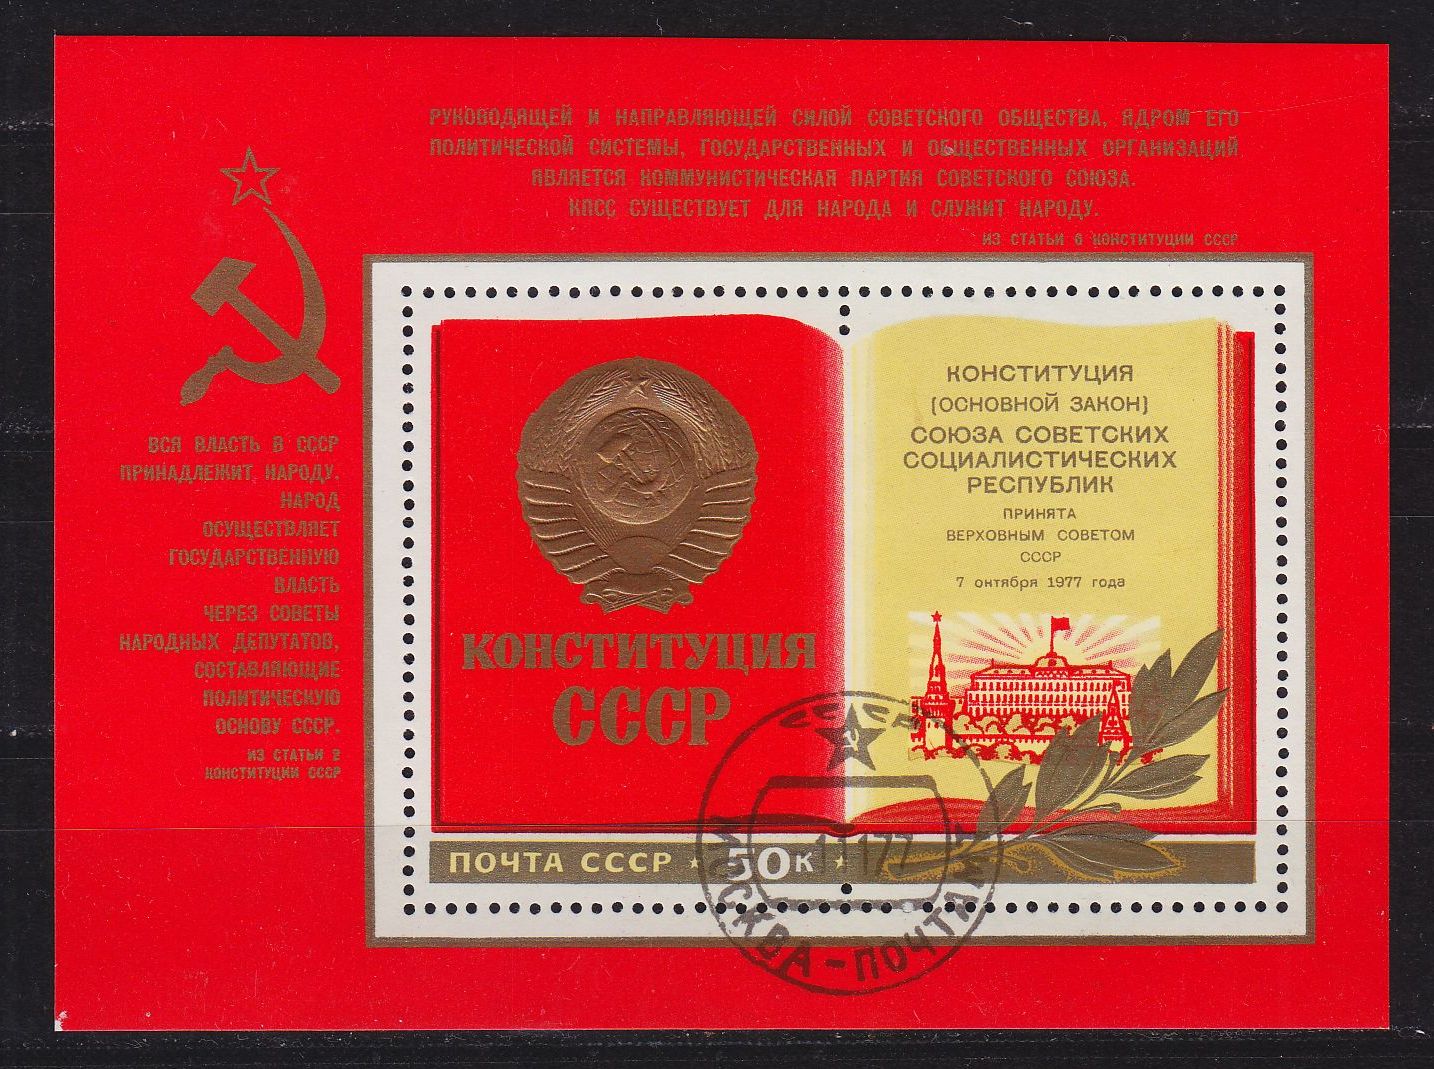 РУКОВОДЯЩЕЙ И НАПРАВЛЯЮЩЕЙ СИЛОЙ СОВЕТСКОГО ОБЩЕСТВА, ЯДРОМ ЕГО
ПОЛИТИЧЕСКОЙ СИСТЕМЫ, ГОСУДАРСТВЕННЫХ И ОБЩЕСТВЕННЫХ ОРГАНИЗАЦИЙ
ЯВЛЯЕТСЯ КОММУНИСТИЧЕСКАЯ ПАРТИЯ СОВЕТСКОГО СОЮЗА.
КПСС СУЩЕСТВУЕТ ДЛЯ НАРОДА И СЛУЖИТ НАРОДУ.
ИЗ СТАТЬИ 6 КОНСТИТУЦИИ СССР
ВСЯ ВЛАСТЬ В СССР
ПРИНАДЛЕЖИТ НАРОДУ.
НАРОД
ОСУЩЕСТВЛЯЕТ
ГОСУДАРСТВЕННУЮ
ВЛАСТЬ
ЧЕРЕЗ СОВЕТЫ
НАРОДНЫХ ДЕПУТАТОВ,
СОСТАВЛЯЮЩИЕ
ПОЛИТИЧЕСКУЮ
ОСНОВУ СССР.
ИЗ СТАТЬИ 2
КОНСТИТУЦИИ СССР
КОНСТИТУЦИЯ
СССР
КОНСТИТУЦИЯ
(ОСНОВНОЙ ЗАКОН)
СОЮЗА СОВЕТСКИХ
СОЦИАЛИСТИЧЕСКИХ
РЕСПУБЛИК
ПРИНЯТА
ВЕРХОВНЫМ СОВЕТОМ
СССР
7 октября 1977 года
ПОЧТА СССР 50 К
СССР
МОСКВА-ПОЧТАМТ